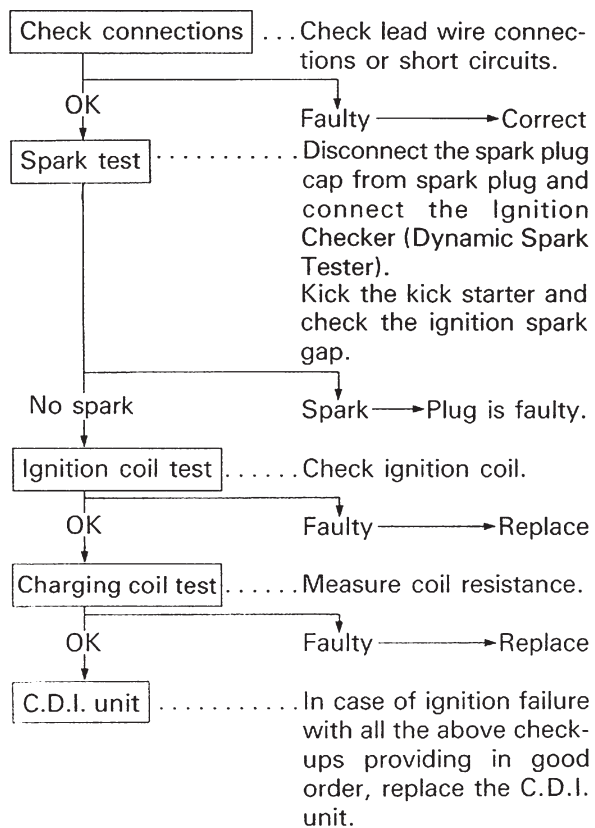 Check connections ... Check lead wire connec-
tions or short circuits.
OK
Faulty Correct
Spark test .......... Disconnect the spark plug
cap from spark plug and
connect the Ignition
Checker (Dynamic Spark
Tester).
Kick the kick starter and
check the ignition spark
gap.
No spark Spark Plug is faulty.
Ignition coil test ...... Check ignition coil.
OK Faulty Replace
Charging coil test ...... Measure coil resistance.
OK Faulty Replace
C.D.I. unit ........... In case of ignition failure
with all the above check-
ups providing in good
order, replace the C.D.I.
unit.